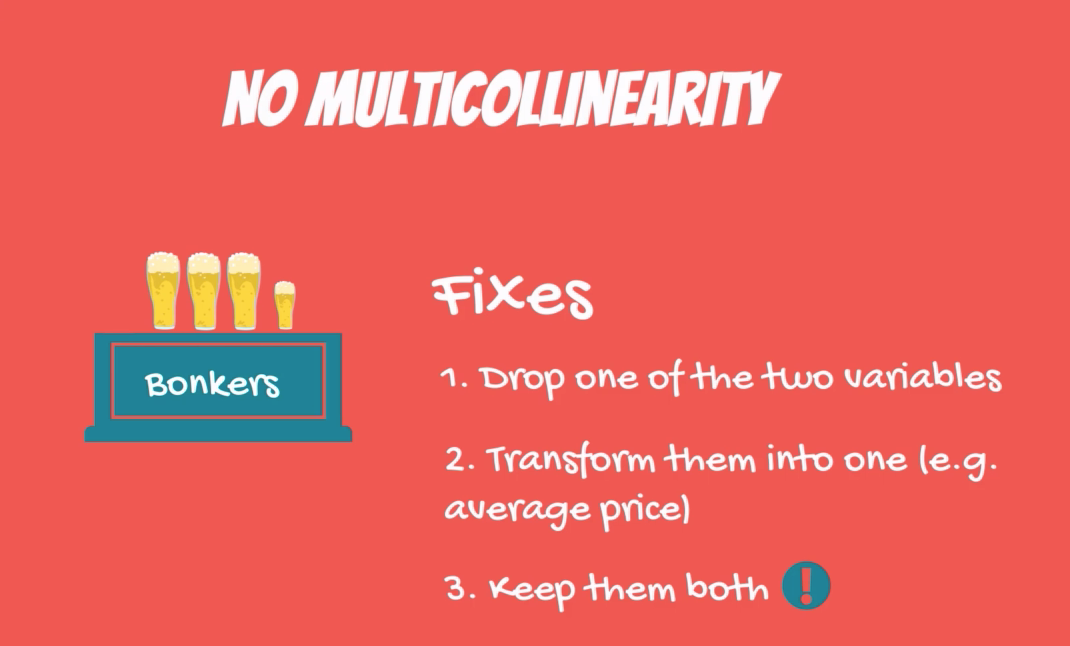 NO MULTICOLLINEARITY
Bonkers
Fixes
1. Drop one of the two variables
2. Transform them into one (e.g.
average price)
3. Keep them both !